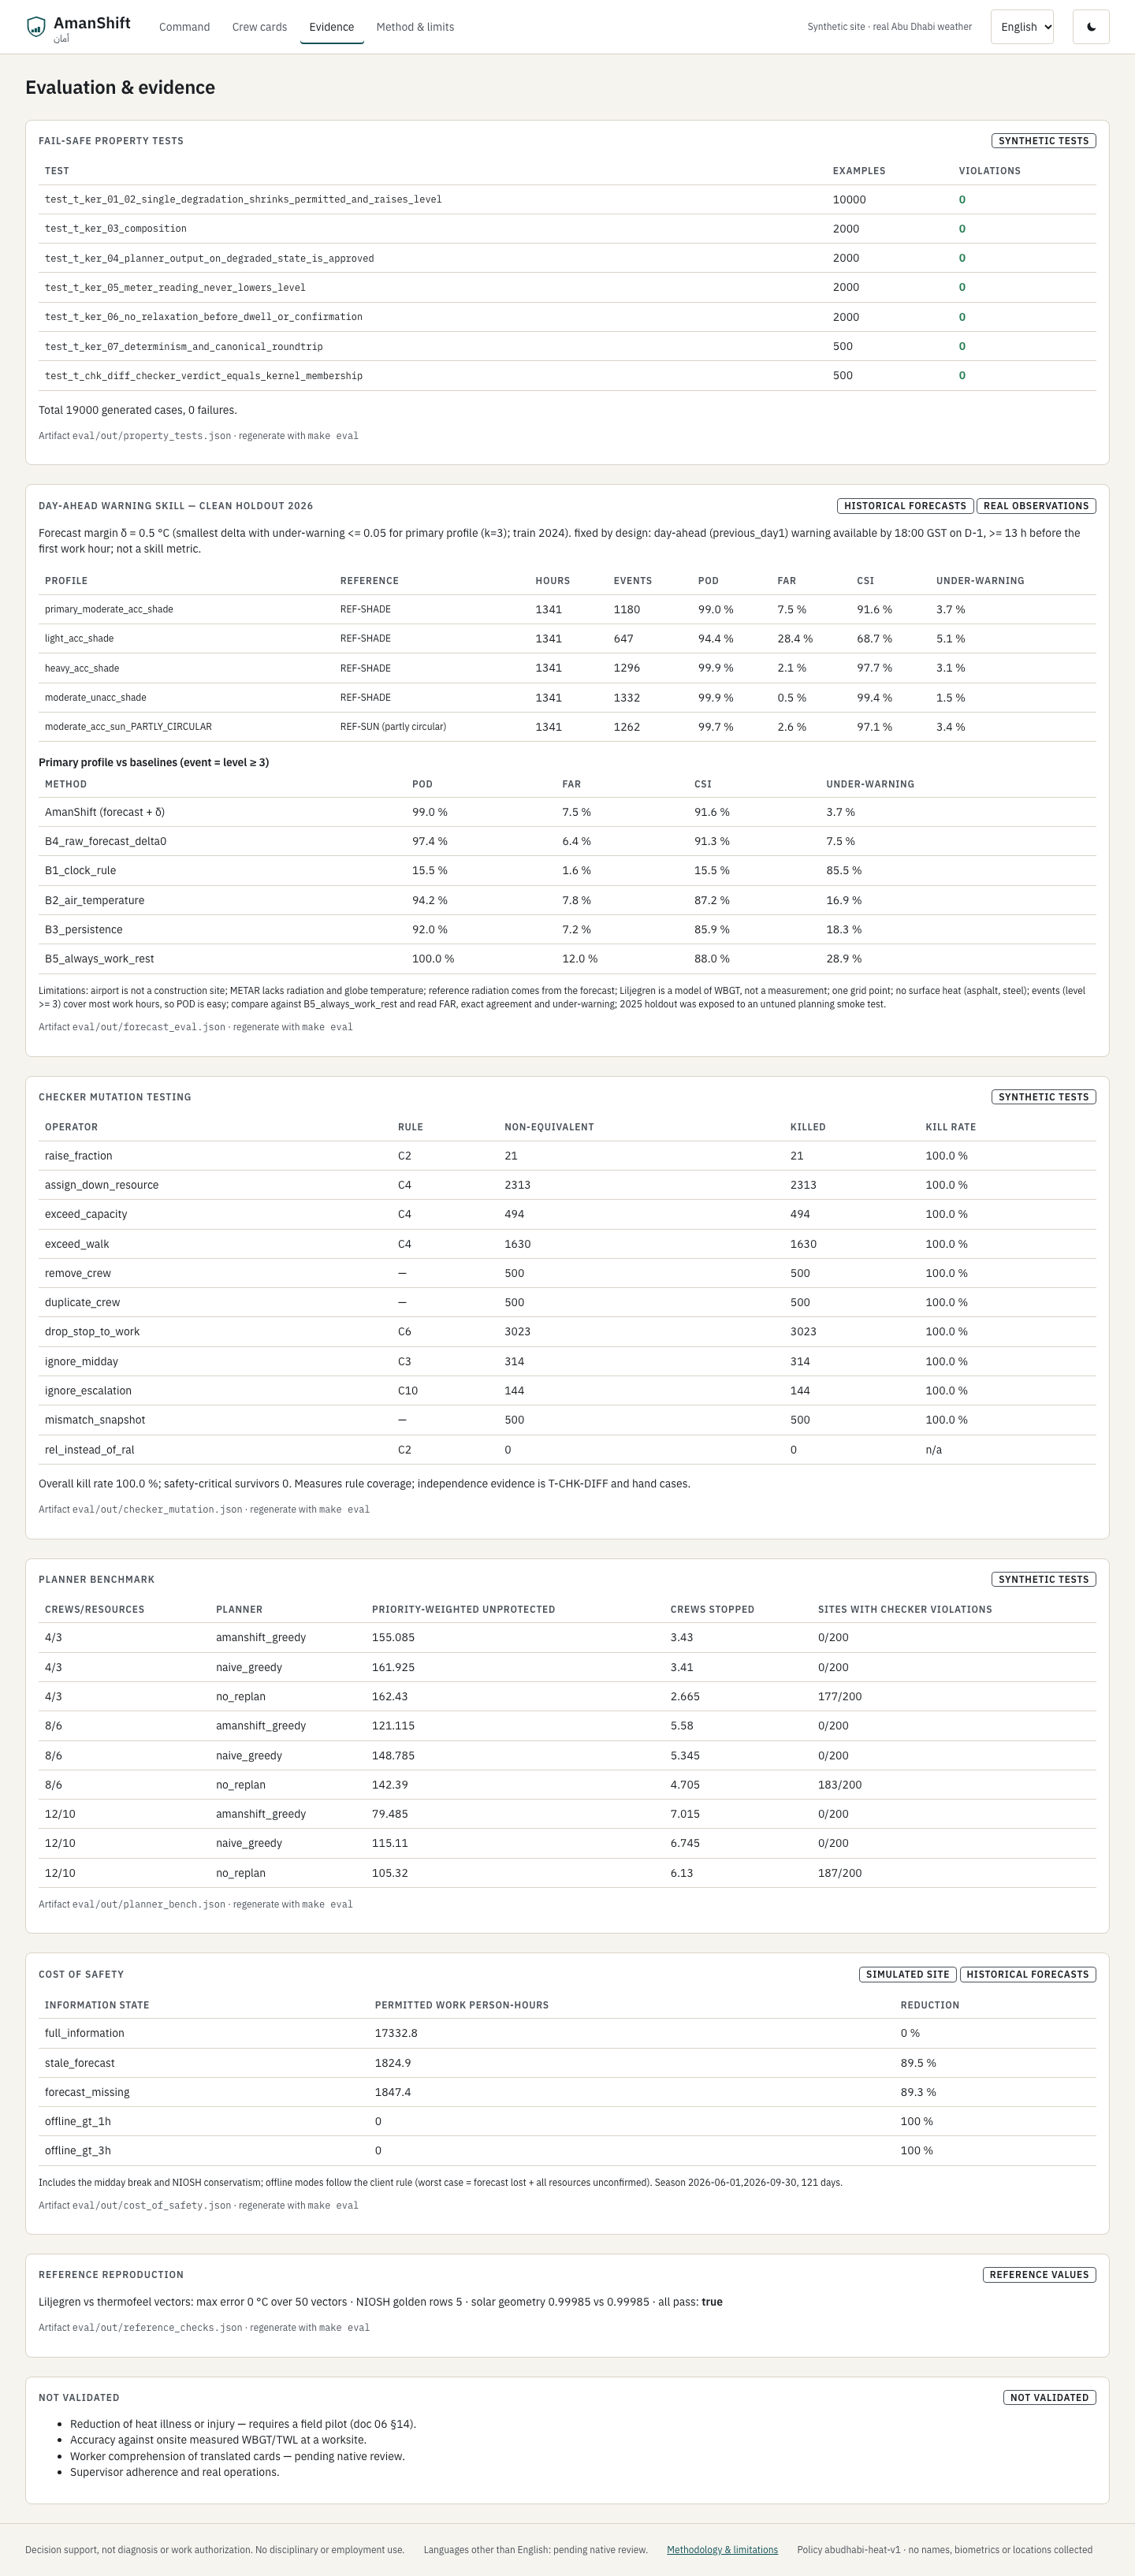 AmanShift
أمان
Command Crew cards Evidence Method & limits
Synthetic site · real Abu Dhabi weather
English
Evaluation & evidence
FAIL-SAFE PROPERTY TESTS SYNTHETIC TESTS
TEST EXAMPLES VIOLATIONS
test_t_ker_01_02_single_degradation_shrinks_permitted_and_raises_level 10000 0
test_t_ker_03_composition 2000 0
test_t_ker_04_planner_output_on_degraded_state_is_approved 2000 0
test_t_ker_05_meter_reading_never_lowers_level 2000 0
test_t_ker_06_no_relaxation_before_dwell_or_confirmation 2000 0
test_t_ker_07_determinism_and_canonical_roundtrip 500 0
test_t_chk_diff_checker_verdict_equals_kernel_membership 500 0
Total 19000 generated cases, 0 failures.
Artifact eval/out/property_tests.json · regenerate with make eval
DAY-AHEAD WARNING SKILL — CLEAN HOLDOUT 2026 HISTORICAL FORECASTS REAL OBSERVATIONS
Forecast margin δ = 0.5 °C (smallest delta with under-warning <= 0.05 for primary profile (k=3); train 2024). fixed by design: day-ahead (previous_day1) warning available by 18:00 GST on D-1, >= 13 h before the
first work hour; not a skill metric.
PROFILE REFERENCE HOURS EVENTS POD FAR CSI UNDER-WARNING
primary_moderate_acc_shade REF-SHADE 1341 1180 99.0 % 7.5 % 91.6 % 3.7 %
light_acc_shade REF-SHADE 1341 647 94.4 % 28.4 % 68.7 % 5.1 %
heavy_acc_shade REF-SHADE 1341 1296 99.9 % 2.1 % 97.7 % 3.1 %
moderate_unacc_shade REF-SHADE 1341 1332 99.9 % 0.5 % 99.4 % 1.5 %
moderate_acc_sun_PARTLY_CIRCULAR REF-SUN (partly circular) 1341 1262 99.7 % 2.6 % 97.1 % 3.4 %
Primary profile vs baselines (event = level ≥ 3)
METHOD POD FAR CSI UNDER-WARNING
AmanShift (forecast + δ) 99.0 % 7.5 % 91.6 % 3.7 %
B4_raw_forecast_delta0 97.4 % 6.4 % 91.3 % 7.5 %
B1_clock_rule 15.5 % 1.6 % 15.5 % 85.5 %
B2_air_temperature 94.2 % 7.8 % 87.2 % 16.9 %
B3_persistence 92.0 % 7.2 % 85.9 % 18.3 %
B5_always_work_rest 100.0 % 12.0 % 88.0 % 28.9 %
Limitations: airport is not a construction site; METAR lacks radiation and globe temperature; reference radiation comes from the forecast; Liljegren is a model of WBGT, not a measurement; one grid point; no surface heat (asphalt, steel); events (level
>= 3) cover most work hours, so POD is easy; compare against B5_always_work_rest and read FAR, exact agreement and under-warning; 2025 holdout was exposed to an untuned planning smoke test.
Artifact eval/out/forecast_eval.json · regenerate with make eval
CHECKER MUTATION TESTING SYNTHETIC TESTS
OPERATOR RULE NON-EQUIVALENT KILLED KILL RATE
raise_fraction C2 21 21 100.0 %
assign_down_resource C4 2313 2313 100.0 %
exceed_capacity C4 494 494 100.0 %
exceed_walk C4 1630 1630 100.0 %
remove_crew — 500 500 100.0 %
duplicate_crew — 500 500 100.0 %
drop_stop_to_work C6 3023 3023 100.0 %
ignore_midday C3 314 314 100.0 %
ignore_escalation C10 144 144 100.0 %
mismatch_snapshot — 500 500 100.0 %
rel_instead_of_ral C2 0 0 n/a
Overall kill rate 100.0 %; safety-critical survivors 0. Measures rule coverage; independence evidence is T-CHK-DIFF and hand cases.
Artifact eval/out/checker_mutation.json · regenerate with make eval
PLANNER BENCHMARK SYNTHETIC TESTS
CREWS/RESOURCES PLANNER PRIORITY-WEIGHTED UNPROTECTED CREWS STOPPED SITES WITH CHECKER VIOLATIONS
4/3 amanshift_greedy 155.085 3.43 0/200
4/3 naive_greedy 161.925 3.41 0/200
4/3 no_replan 162.43 2.665 177/200
8/6 amanshift_greedy 121.115 5.58 0/200
8/6 naive_greedy 148.785 5.345 0/200
8/6 no_replan 142.39 4.705 183/200
12/10 amanshift_greedy 79.485 7.015 0/200
12/10 naive_greedy 115.11 6.745 0/200
12/10 no_replan 105.32 6.13 187/200
Artifact eval/out/planner_bench.json · regenerate with make eval
COST OF SAFETY SIMULATED SITE HISTORICAL FORECASTS
INFORMATION STATE PERMITTED WORK PERSON-HOURS REDUCTION
full_information 17332.8 0 %
stale_forecast 1824.9 89.5 %
forecast_missing 1847.4 89.3 %
offline_gt_1h 0 100 %
offline_gt_3h 0 100 %
Includes the midday break and NIOSH conservatism; offline modes follow the client rule (worst case = forecast lost + all resources unconfirmed). Season 2026-06-01,2026-09-30, 121 days.
Artifact eval/out/cost_of_safety.json · regenerate with make eval
REFERENCE REPRODUCTION REFERENCE VALUES
Liljegren vs thermofeel vectors: max error 0 °C over 50 vectors · NIOSH golden rows 5 · solar geometry 0.99985 vs 0.99985 · all pass: true
Artifact eval/out/reference_checks.json · regenerate with make eval
NOT VALIDATED NOT VALIDATED
• Reduction of heat illness or injury — requires a field pilot (doc 06 §14).
• Accuracy against onsite measured WBGT/TWL at a worksite.
• Worker comprehension of translated cards — pending native review.
• Supervisor adherence and real operations.
Decision support, not diagnosis or work authorization. No disciplinary or employment use. Languages other than English: pending native review. Methodology & limitations Policy abudhabi-heat-v1 · no names, biometrics or locations collected